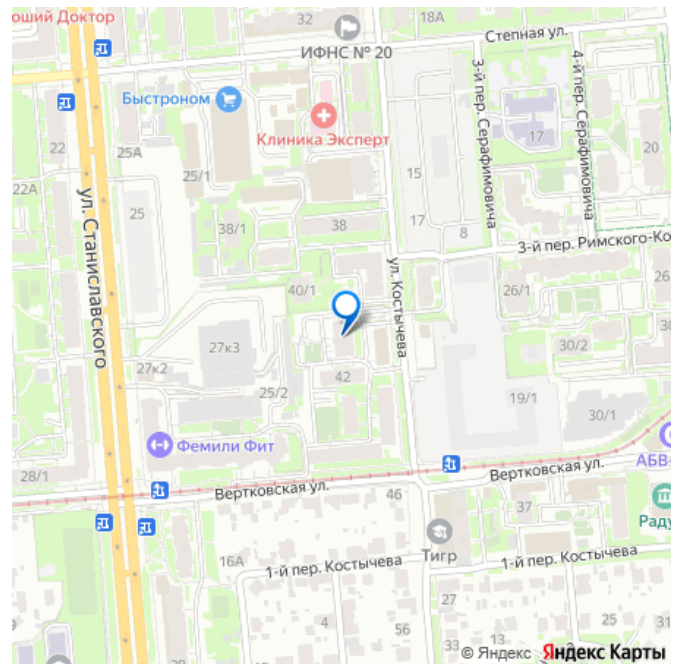 оший Доктор
32
18А
Степная ул.
ИФНС № 20
Быстроном
Клиника Эксперт
3-й пер. Серафимовича
4-й пер. Серафимовича
22
25А
17
20
22А
25/1
15
ул. Станиславского
25
38/1
38
17
8
3-й пер. Римского-Ко
ул. Костычева
40/1
26/1
27к3
30/2
27к2
42
25/2
19/1
30/1
Фемили Фит
28/1
АБВ-
Вертковская ул.
Вертковская ул.
46
37
Раду
Тигр
16А
1-й пер. Костычева
1-й пер. Костычева
27
4
56
33
29
© Яндекс Яндекс Карты